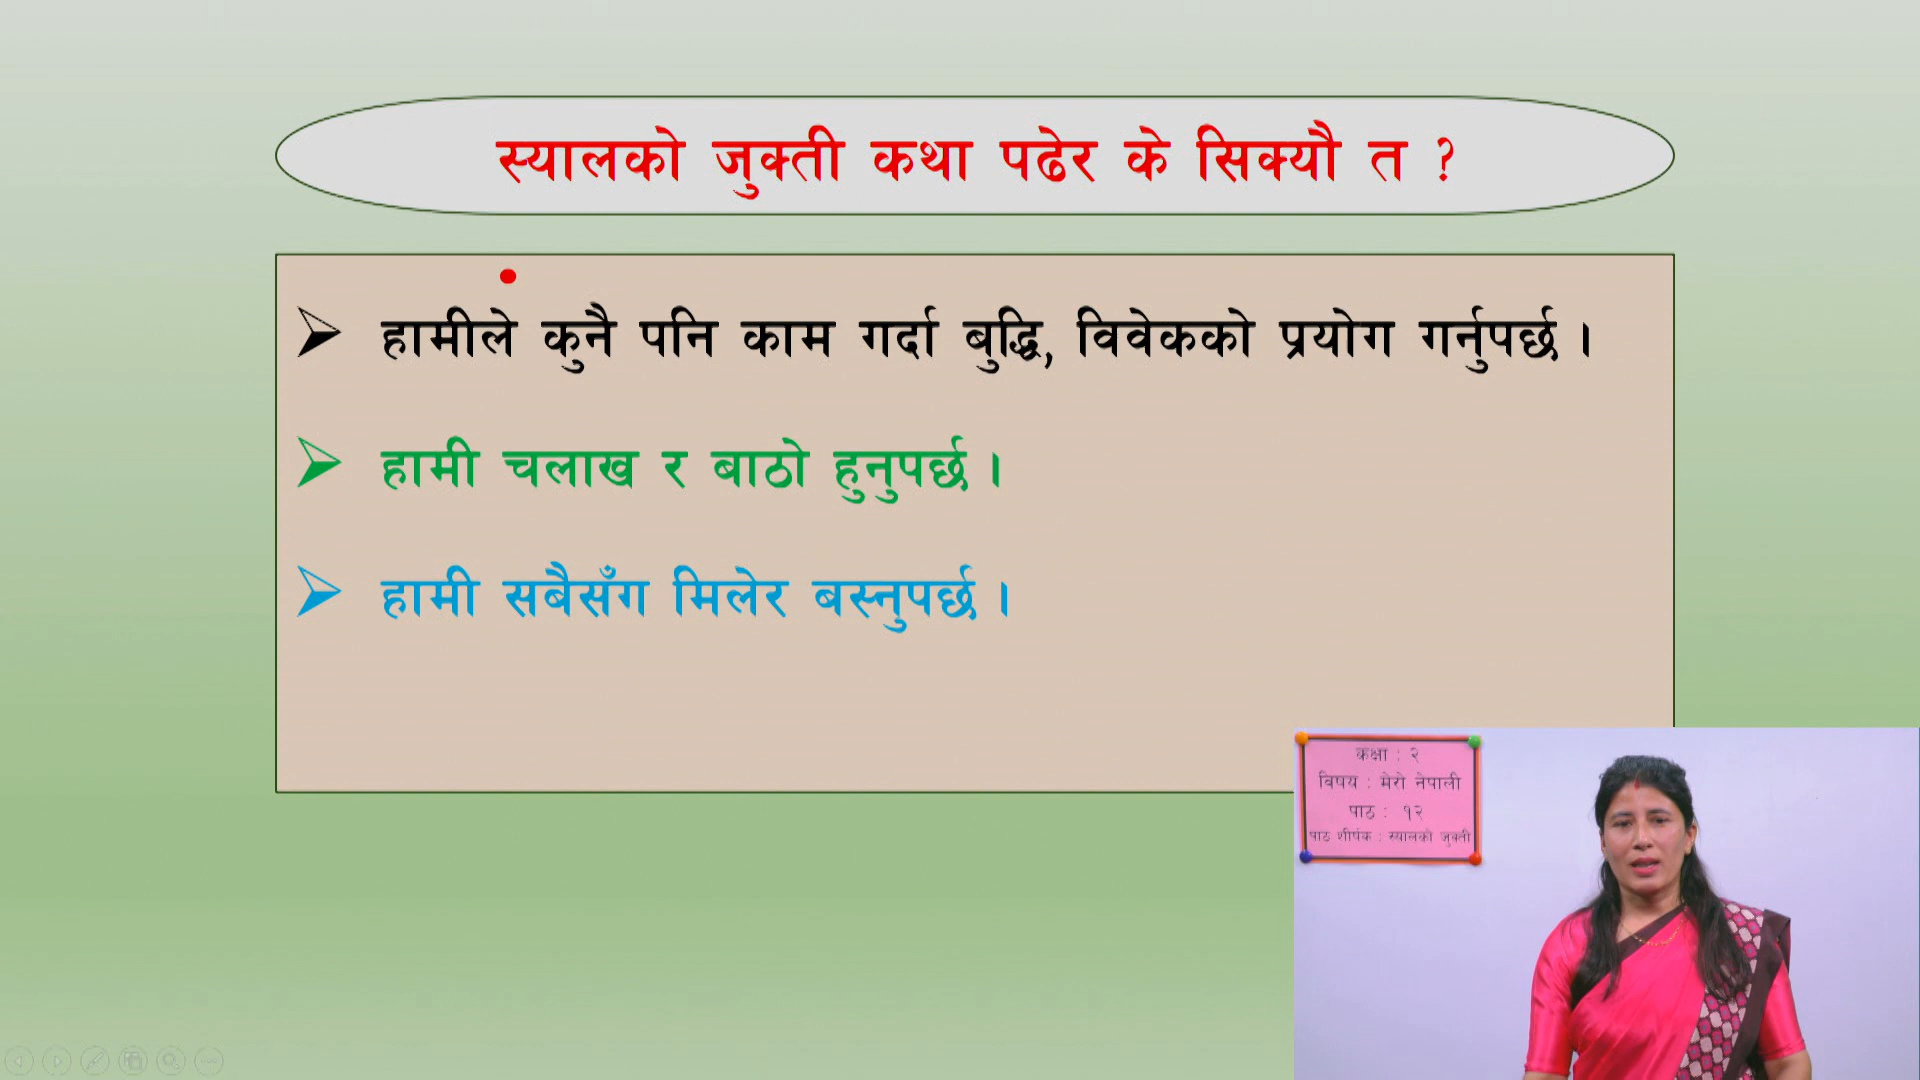 स्यालको जुक्ती कथा पढेर के सिक्यौ त ?
हामीले कुनै पनि काम गर्दा बुद्धि, विवेकको प्रयोग गर्नुपर्छ ।
हामी चलाख र बाठो हुनुपर्छ ।
हामी सबैसँग मिलेर बस्नुपर्छ ।
कक्षा : २
विषय : मेरो नेपाली
पाठ : १२
पाठ शीर्षक : स्यालको जुक्ती